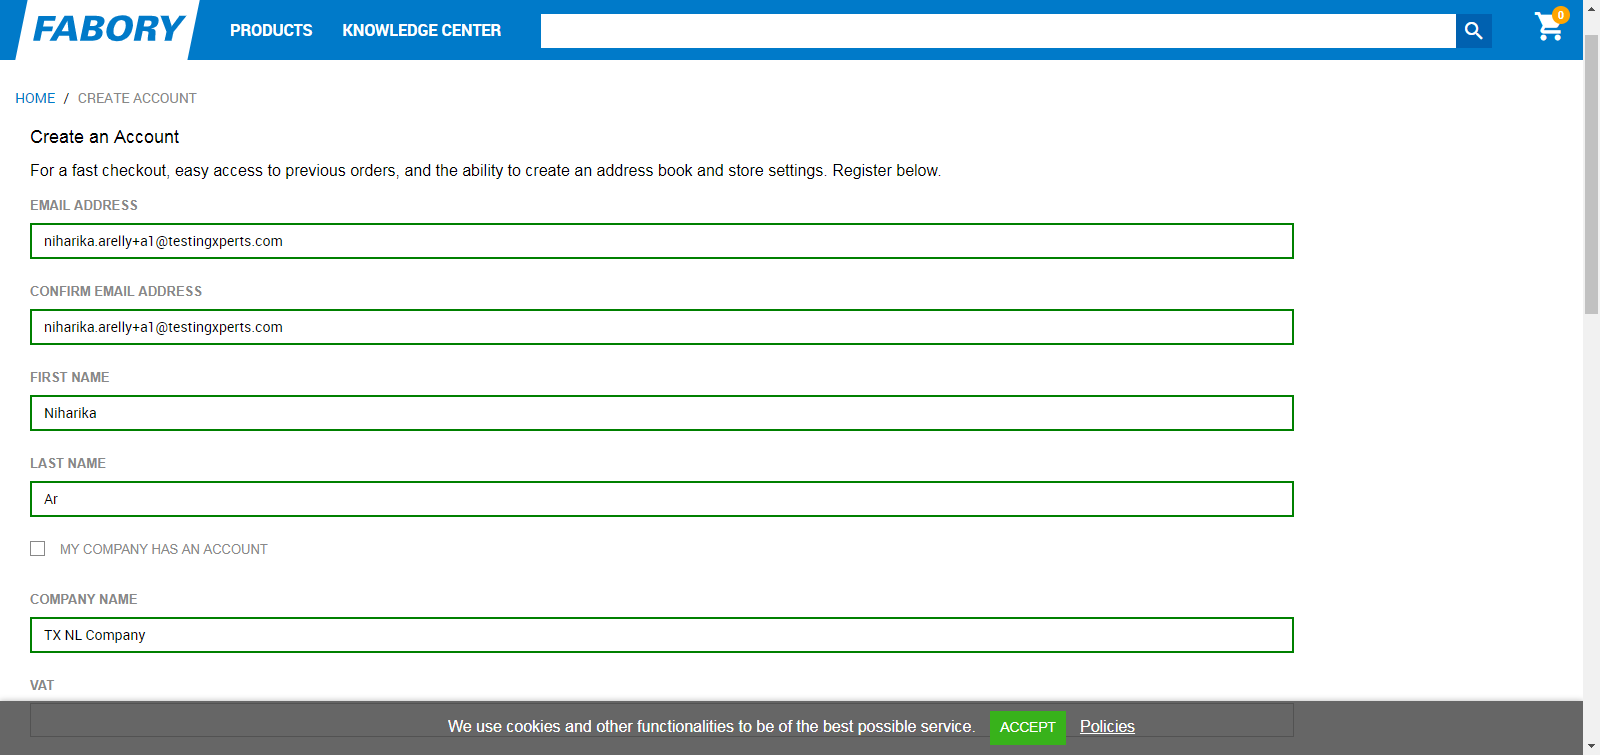 FABORY
PRODUCTS KNOWLEDGE CENTER
0
HOME / CREATE ACCOUNT
Create an Account
For a fast checkout, easy access to previous orders, and the ability to create an address book and store settings. Register below.
EMAIL ADDRESS
niharika.arelly+a1@testingxperts.com
CONFIRM EMAIL ADDRESS
niharika.arelly+a1@testingxperts.com
FIRST NAME
Niharika
LAST NAME
Ar
MY COMPANY HAS AN ACCOUNT
COMPANY NAME
TX NL Company
VAT
We use cookies and other functionalities to be of the best possible service. ACCEPT Policies